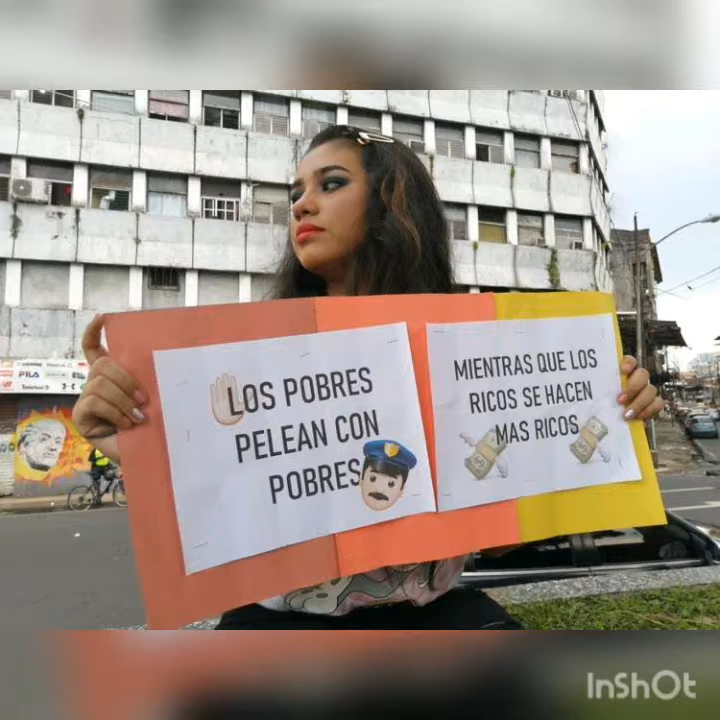 LOS POBRES
PELEAN CON
POBRES
MIENTRAS QUE LOS
RICOS SE HACEN
MAS RICOS
FILA
InShOt